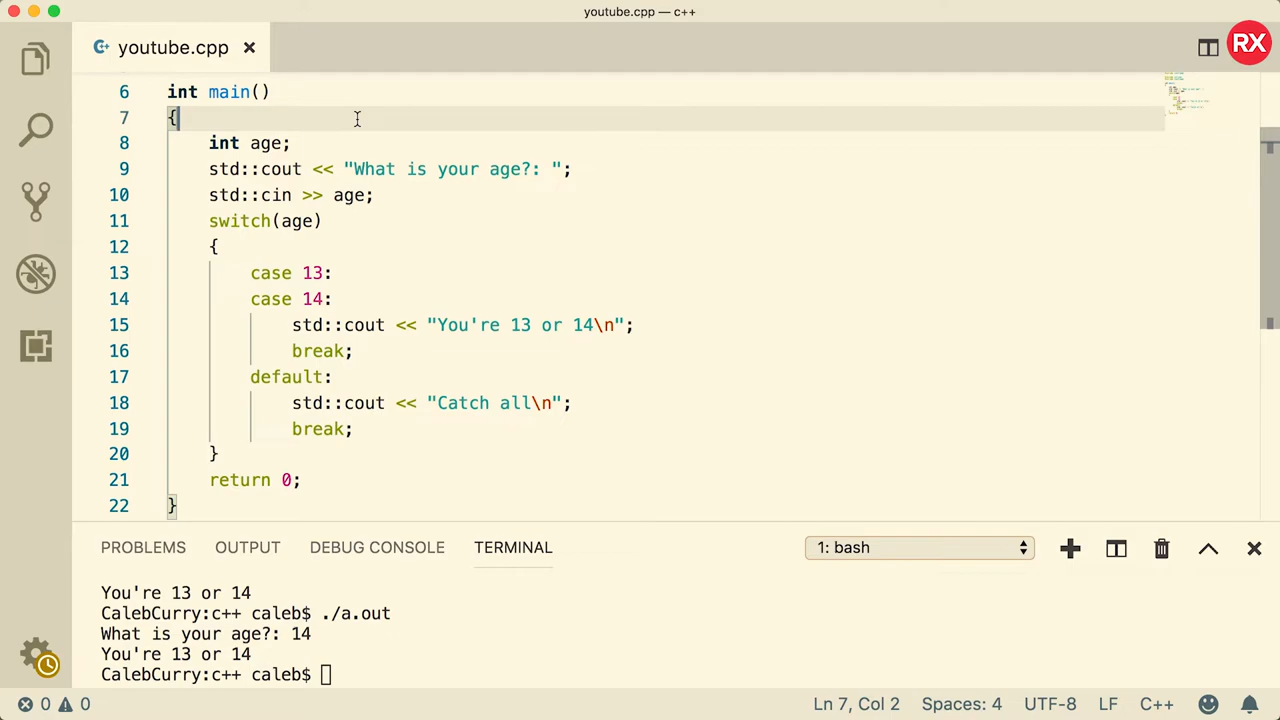 youtube.cpp — c++
youtube.cpp
RX
6 int main()
7 {
8 int age;
9 std::cout << "What is your age?: ";
10 std::cin >> age;
11 switch(age)
12 {
13 case 13:
14 case 14:
15 std::cout << "You're 13 or 14\n";
16 break;
17 default:
18 std::cout << "Catch all\n";
19 break;
20 }
21 return 0;
22 }
PROBLEMS OUTPUT DEBUG CONSOLE TERMINAL 1: bash
You're 13 or 14
CalebCurry:c++ caleb$ ./a.out
What is your age?: 14
You're 13 or 14
CalebCurry:c++ caleb$
0 0 Ln 7, Col 2 Spaces: 4 UTF-8 LF C++